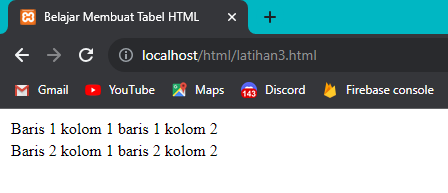 Belajar Membuat Tabel HTML
localhost/html/latihan3.html
Gmail YouTube Maps 143 Discord Firebase console
Baris 1 kolom 1 baris 1 kolom 2
Baris 2 kolom 1 baris 2 kolom 2